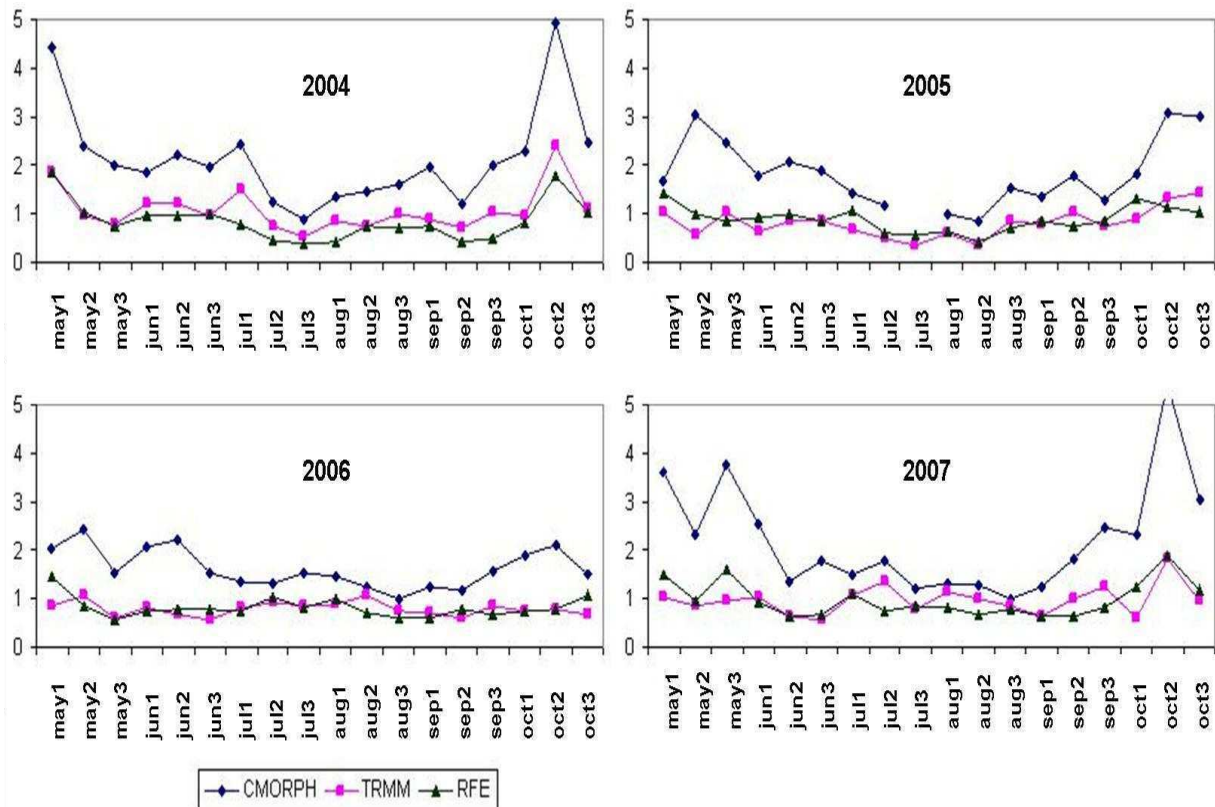 5
4
3
2
1
0
2004
may1
may2
may3
jun1
jun2
jun3
jul1
jul2
jul3
aug1
aug2
aug3
sep1
sep2
sep3
oct1
oct2
oct3
5
4
3
2
1
0
2005
may1
may2
may3
jun1
jun2
jun3
jul1
jul2
jul3
aug1
aug2
aug3
sep1
sep2
sep3
oct1
oct2
oct3
5
4
3
2
1
0
2006
may1
may2
may3
jun1
jun2
jun3
jul1
jul2
jul3
aug1
aug2
aug3
sep1
sep2
sep3
oct1
oct2
oct3
5
4
3
2
1
0
2007
may1
may2
may3
jun1
jun2
jun3
jul1
jul2
jul3
aug1
aug2
aug3
sep1
sep2
sep3
oct1
oct2
oct3
CMORPH TRMM RFE